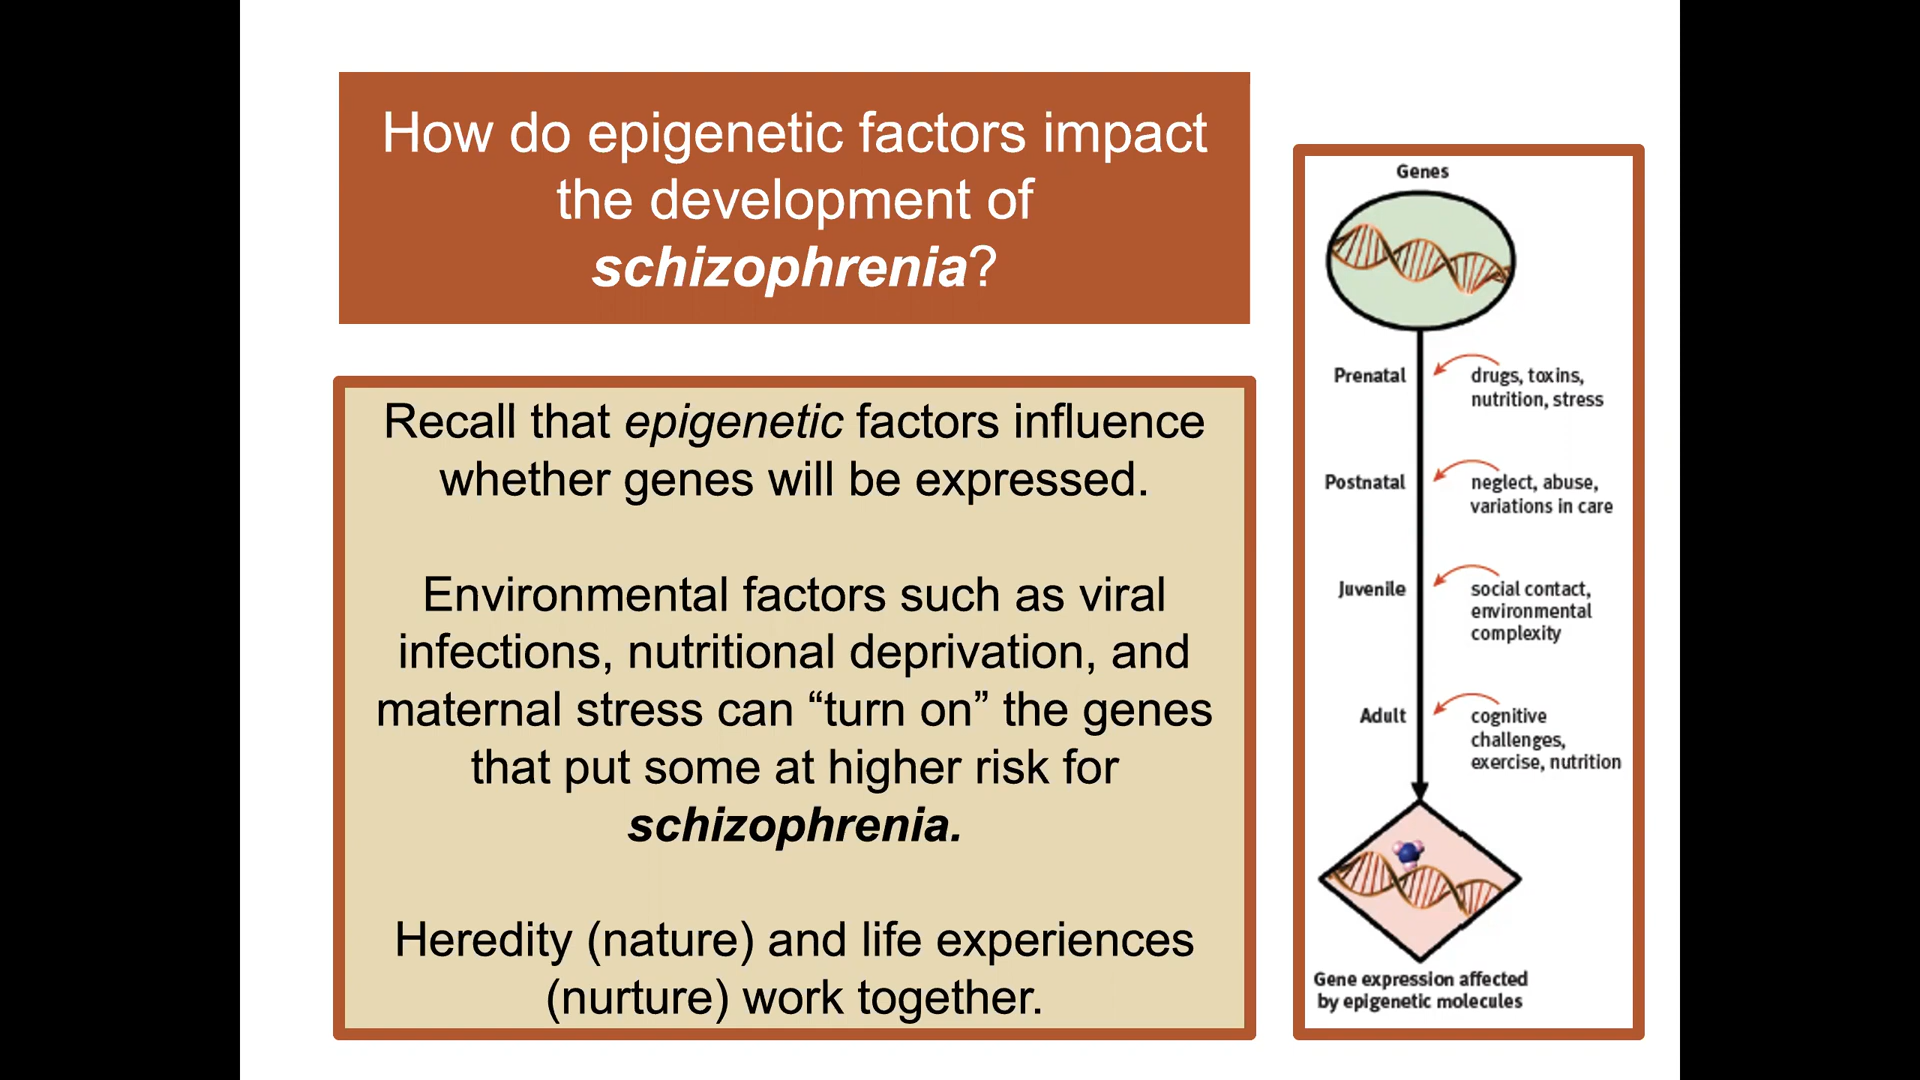 How do epigenetic factors impact
the development of
schizophrenia?
Recall that epigenetic factors influence
whether genes will be expressed.
Environmental factors such as viral
infections, nutritional deprivation, and
maternal stress can “turn on” the genes
that put some at higher risk for
schizophrenia.
Heredity (nature) and life experiences
(nurture) work together.
Genes
Prenatal
drugs, toxins,
nutrition, stress
Postnatal
neglect, abuse,
variations in care
Juvenile
social contact,
environmental
complexity
Adult
cognitive
challenges,
exercise, nutrition
Gene expression affected
by epigenetic molecules